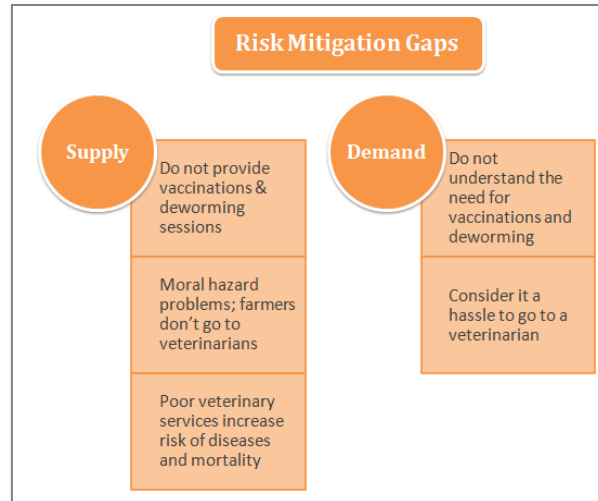 Risk Mitigation Gaps
Supply
Do not provide
vaccinations &
deworming
sessions
Moral hazard
problems; farmers
don't go to
veterinarians
Poor veterinary
services increase
risk of diseases
and mortality
Demand
Do not
understand the
need for
vaccinations and
deworming
Consider it a
hassle to go to a
veterinarian